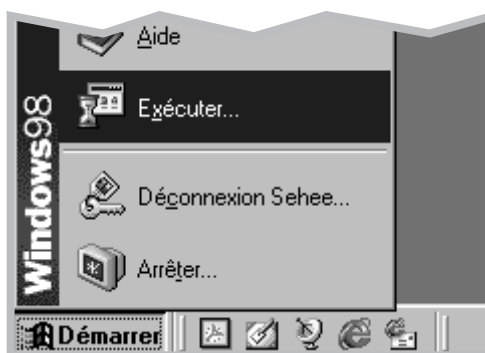 Aide
Exécuter...
Déconnexion Sehee...
Arrêter...
Windows98
Démarrer